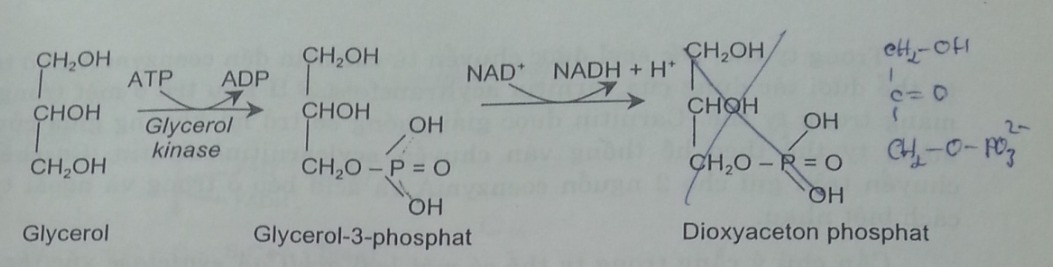 CH₂OH
CHOH
CH₂OH
Glycerol
ATP ADP
Glycerol
kinase
CH₂OH
CHOH
CH₂O – P = O
OH
OH
Glycerol-3-phosphat
NAD⁺ NADH + H⁺
CH₂OH
CHOH
CH₂O – P = O
OH
OH
Dioxyaceton phosphat
CH₂-OH
C=O
CH₂-O-PO₃²⁻